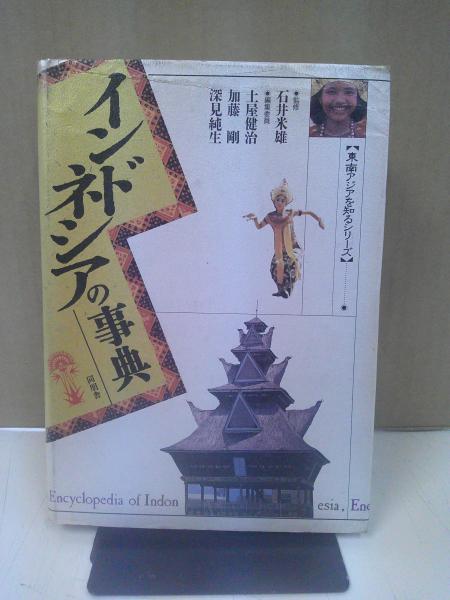 インドネシアの事典
同朋舎
●監修
石井米雄
●編集委員
土屋健治
加藤 剛
深見純生
【東南アジアを知るシリーズ】
Encyclopedia of Indon
esia, Enc